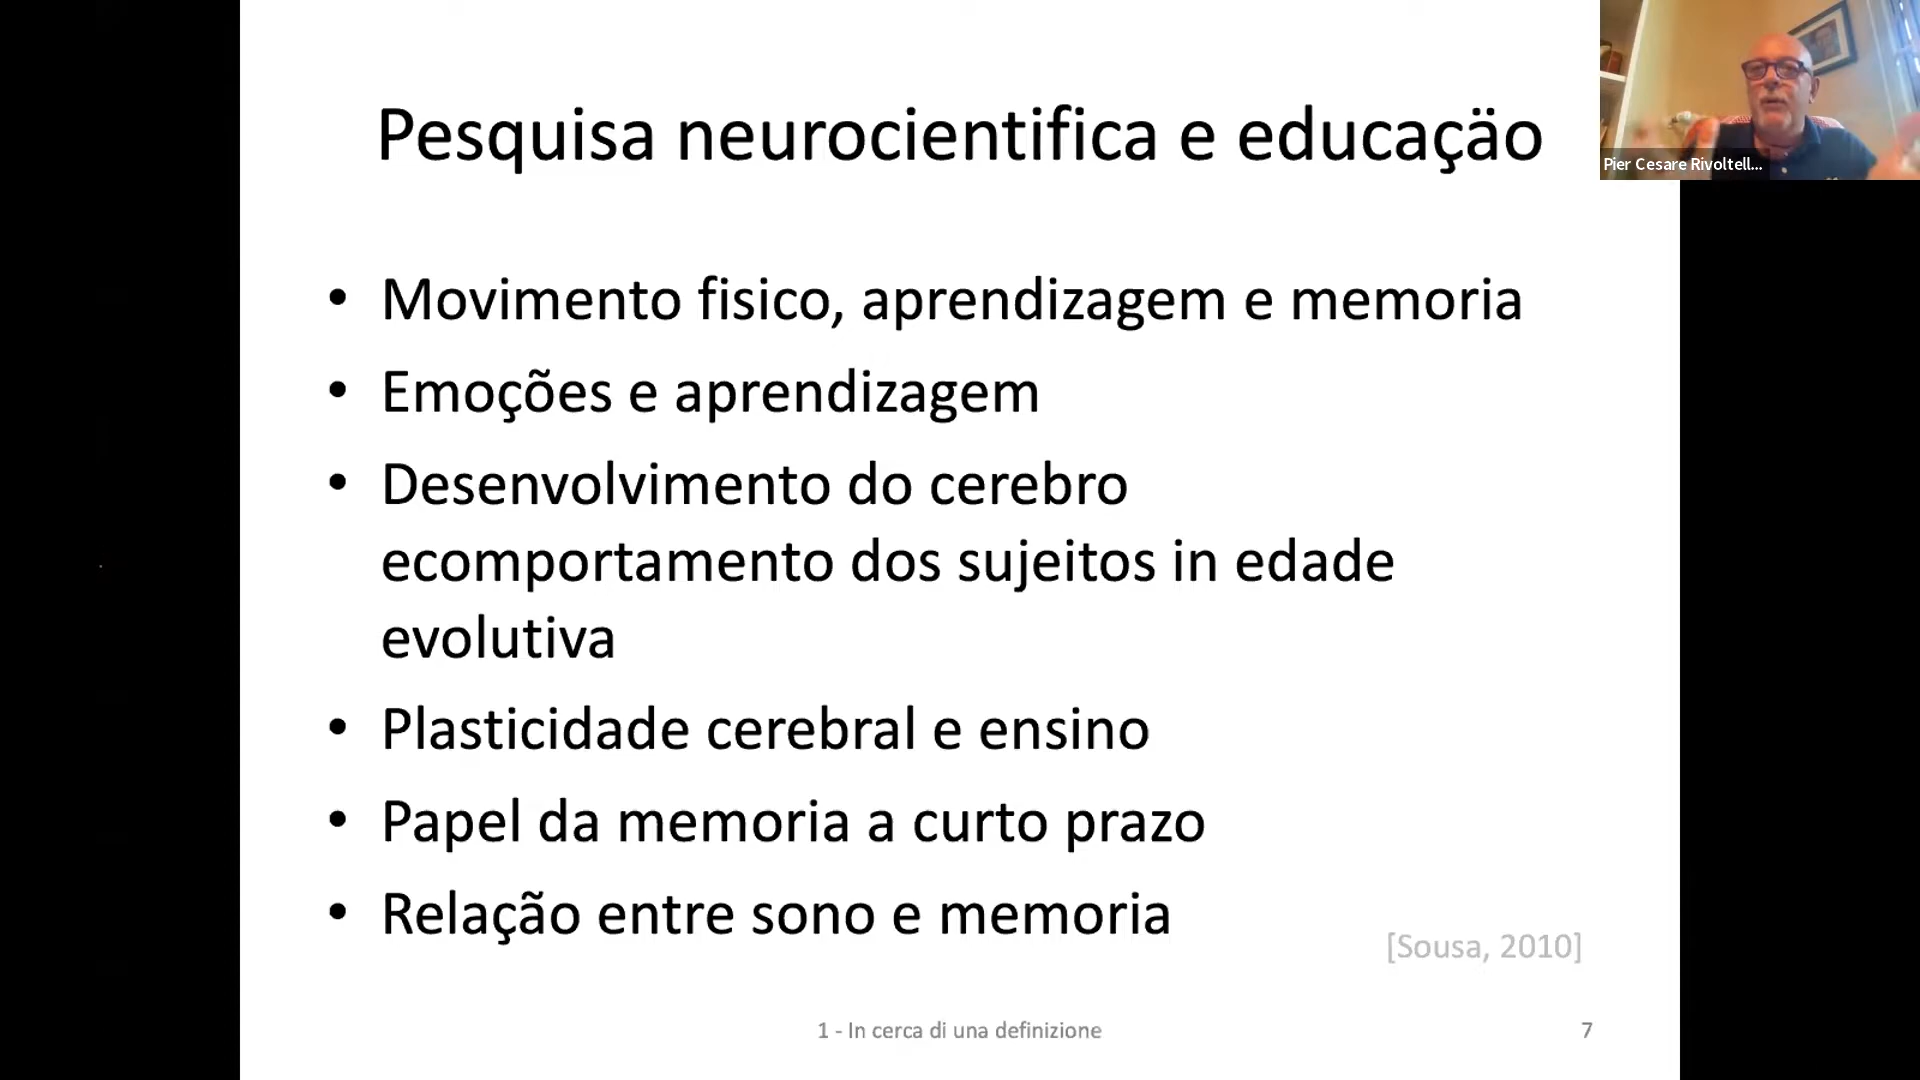 Pesquisa neurocientifica e educaçäo
Pier Cesare Rivoltell...
• Movimento fisico, aprendizagem e memoria
• Emoções e aprendizagem
• Desenvolvimento do cerebro
ecomportamento dos sujeitos in edade
evolutiva
• Plasticidade cerebral e ensino
• Papel da memoria a curto prazo
• Relação entre sono e memoria
[Sousa, 2010]
1 - In cerca di una definizione
7